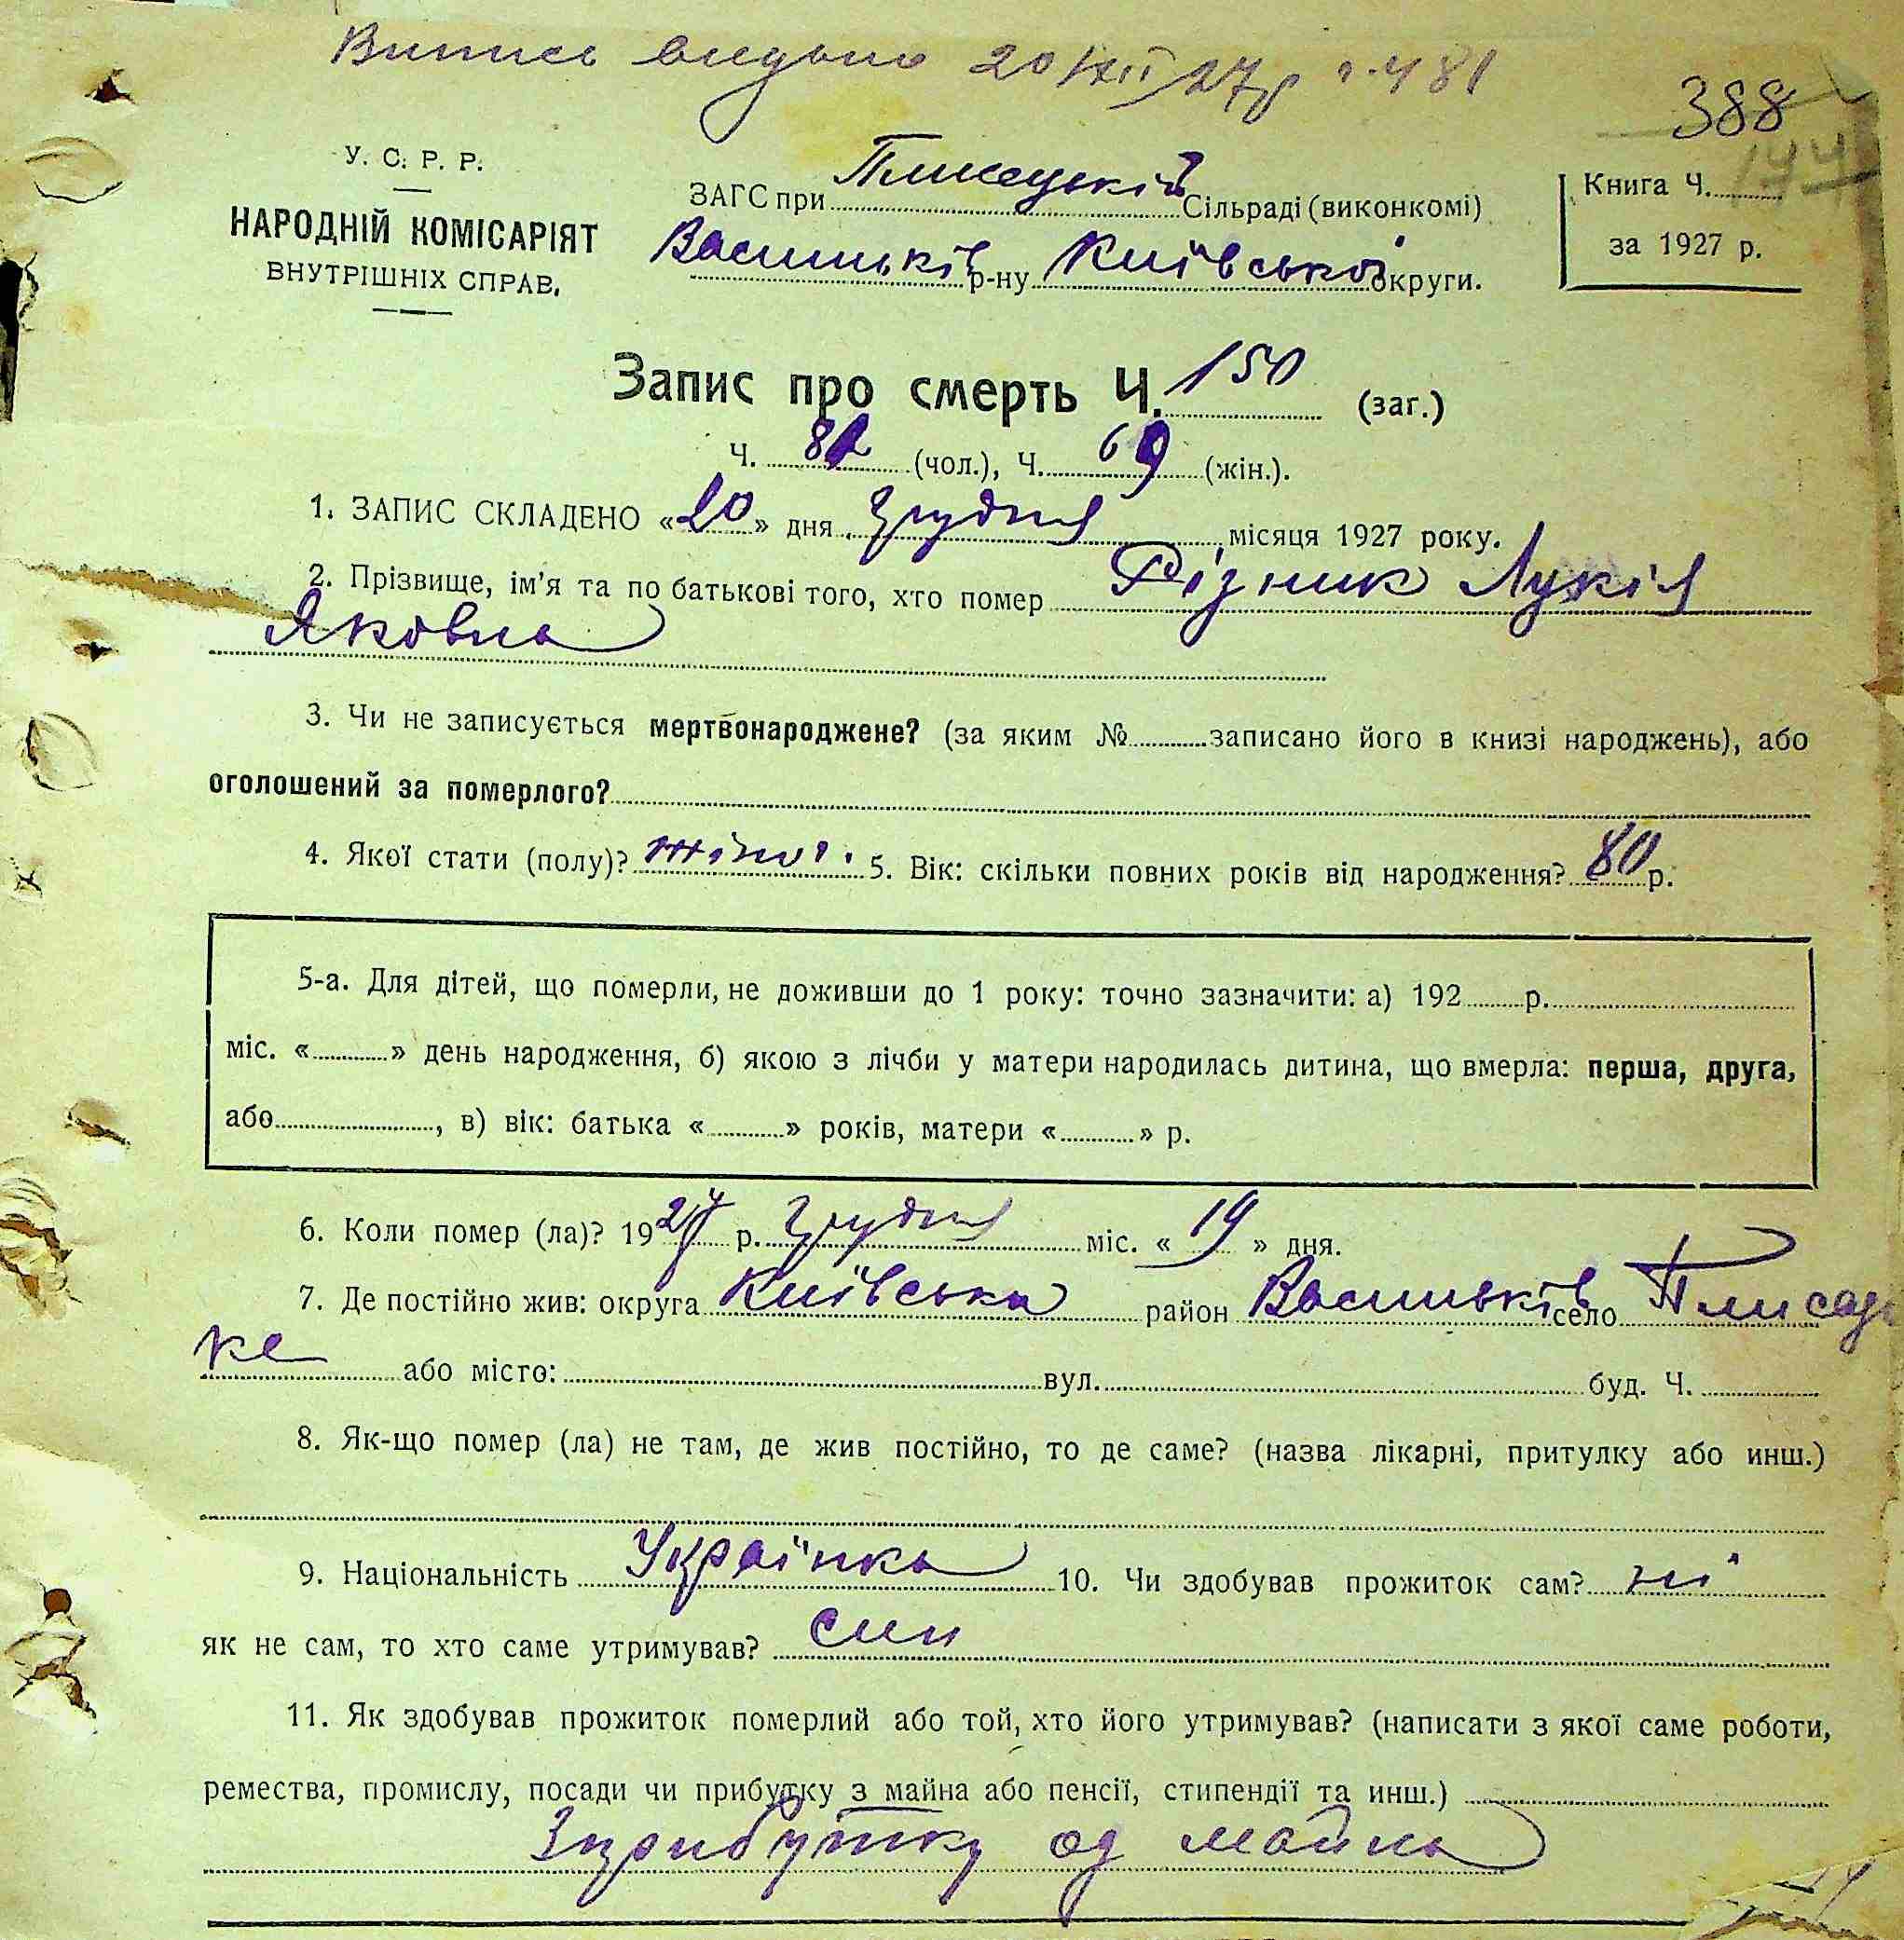 Випись видано 20/XII 27р ч. 481
388
144
У. С. Р. Р.
НАРОДНІЙ КОМІСАРІЯТ
ВНУТРІШНІХ СПРАВ.
ЗАГС при Плисецькій Сільраді (виконкомі)
Васильків р-ну Київської округи.
Книга Ч.
за 1927 р.
Запис про смерть Ч. 150 (заг.)
Ч. 82 (чол.), Ч. 69 (жін.).
1. ЗАПИС СКЛАДЕНО «20» дня Грудня місяця 1927 року.
2. Прізвище, ім'я та по батькові того, хто помер Різник Лукія
Яковна
3. Чи не записується мертвонароджене? (за яким № записано його в книзі народжень), або
оголошений за померлого?
4. Якої стати (полу)? жіноч. 5. Вік: скільки повних років від народження? 80 р.
5-а. Для дітей, що померли, не доживши до 1 року: точно зазначити: а) 192 р.
міс. « » день народження, б) якою з лічби у матери народилась дитина, що вмерла: перша, друга,
або , в) вік: батька « » років, матери « » р.
6. Коли помер (ла)? 1927 р. Грудня міс. «19» дня.
7. Де постійно жив: округа Київська район Васильків село Плисець
ке або місто: вул. буд. Ч.
8. Як-що помер (ла) не там, де жив постійно, то де саме? (назва лікарні, притулку або инш.)
9. Національність Українка 10. Чи здобував прожиток сам? ні
як не сам, то хто саме утримував? син
11. Як здобував прожиток померлий або той, хто його утримував? (написати з якої саме роботи,
ремества, промислу, посади чи прибутку з майна або пенсії, стипендії та инш.)
Зприбутку од майна